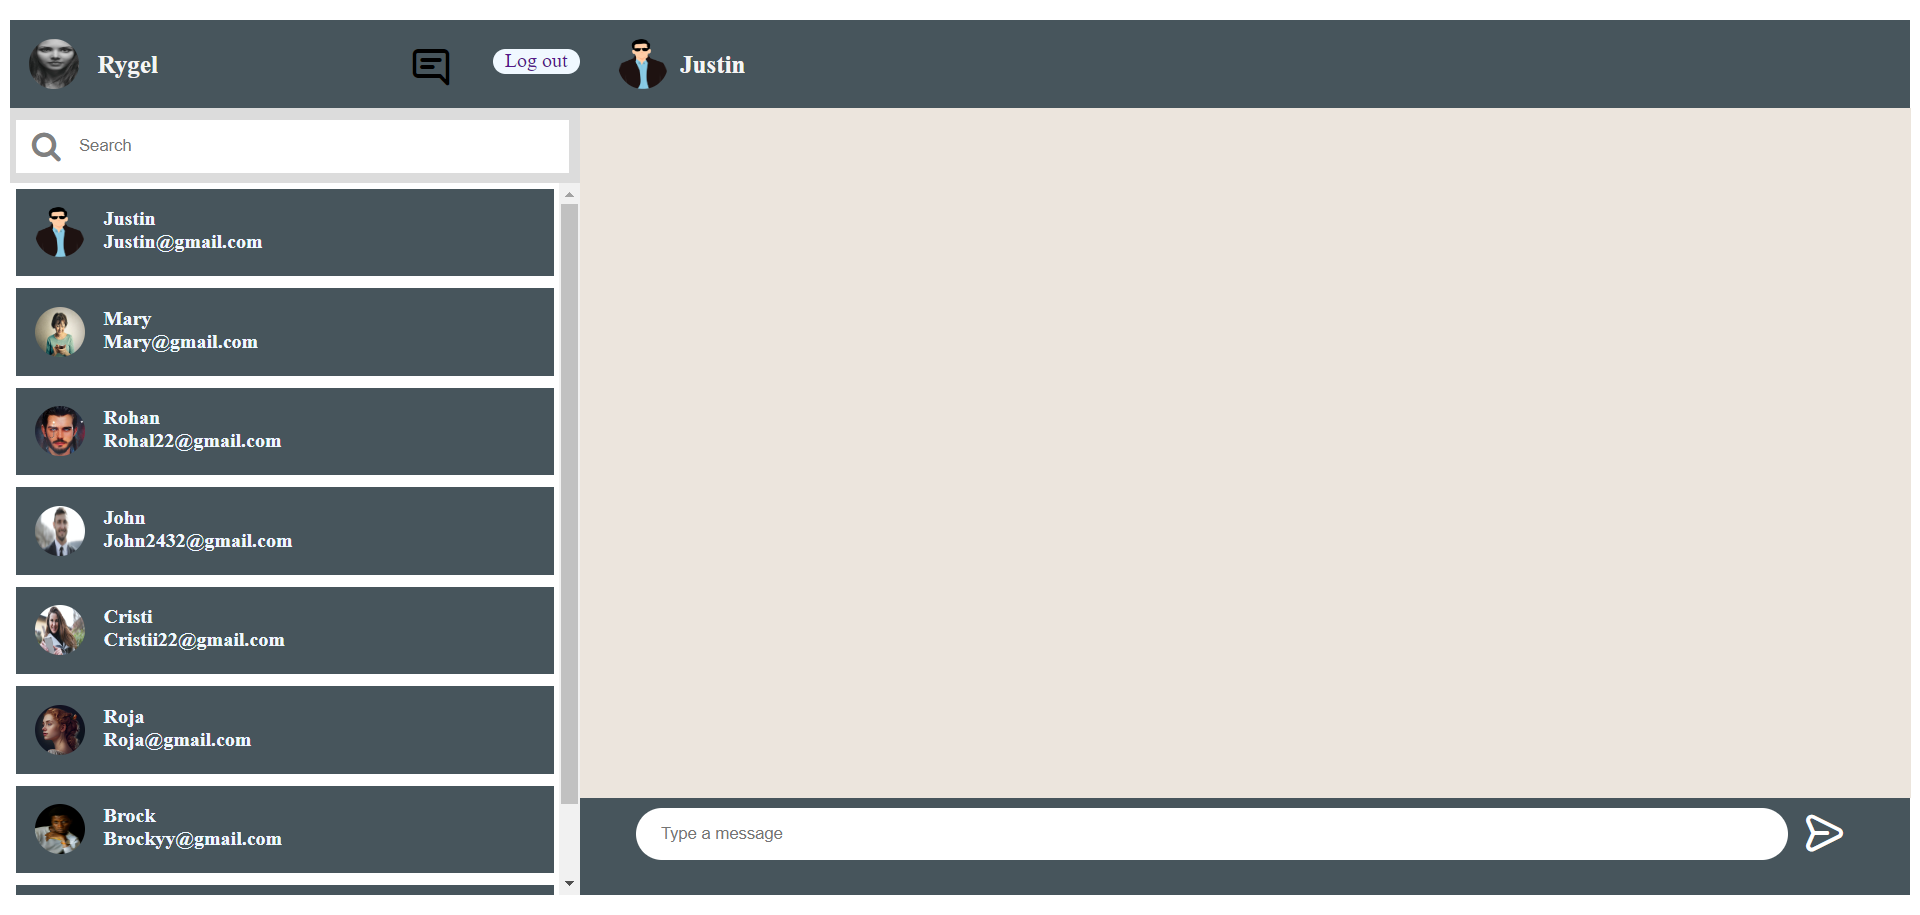 Rygel
Log out
Justin
Search
Justin
Justin@gmail.com
Mary
Mary@gmail.com
Rohan
Rohal22@gmail.com
John
John2432@gmail.com
Cristi
Cristii22@gmail.com
Roja
Roja@gmail.com
Brock
Brockyy@gmail.com
Type a message